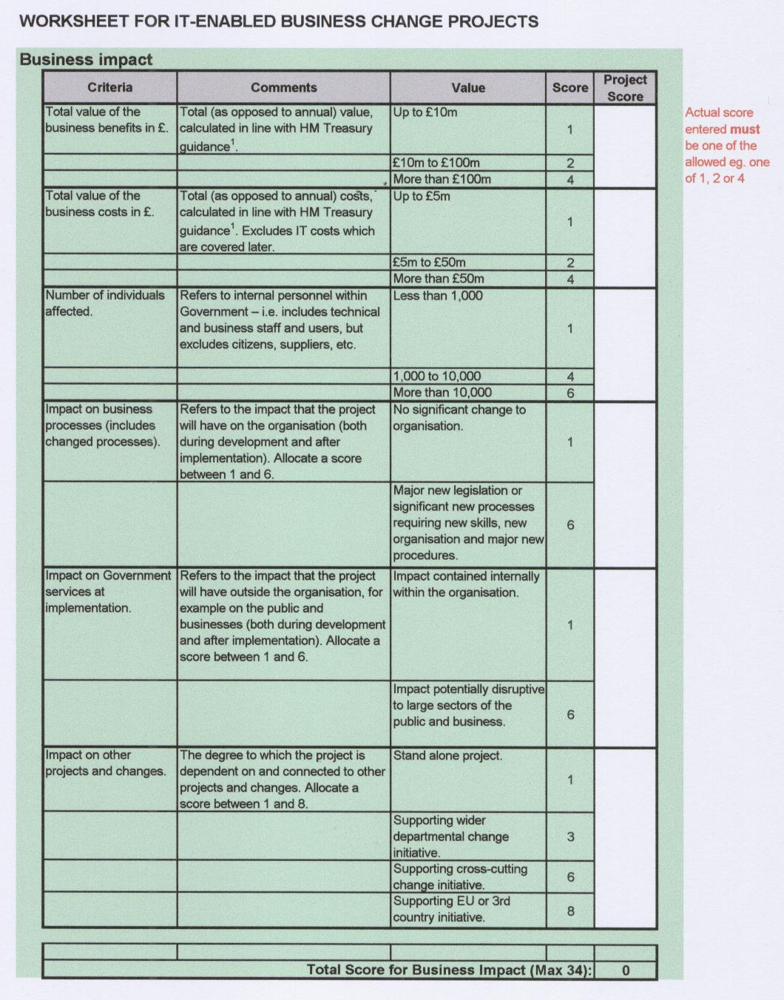 WORKSHEET FOR IT-ENABLED BUSINESS CHANGE PROJECTS
Business impact
Criteria
Comments
Value
Score
Project
Score
Total value of the
business benefits in £.
Total (as opposed to annual) value,
calculated in line with HM Treasury
guidance1.
Up to £10m
1
£10m to £100m
2
More than £100m
4
Actual score
entered must
be one of the
allowed eg. one
of 1, 2 or 4
Total value of the
business costs in £.
Total (as opposed to annual) costs,
calculated in line with HM Treasury
guidance1. Excludes IT costs which
are covered later.
Up to £5m
1
£5m to £50m
2
More than £50m
4
Number of individuals
affected.
Refers to internal personnel within
Government – i.e. includes technical
and business staff and users, but
excludes citizens, suppliers, etc.
Less than 1,000
1
1,000 to 10,000
4
More than 10,000
6
Impact on business
processes (includes
changed processes).
Refers to the impact that the project
will have on the organisation (both
during development and after
implementation). Allocate a score
between 1 and 6.
No significant change to
organisation.
1
Major new legislation or
significant new processes
requiring new skills, new
organisation and major new
procedures.
6
Impact on Government
services at
implementation.
Refers to the impact that the project
will have outside the organisation, for
example on the public and
businesses (both during development
and after implementation). Allocate a
score between 1 and 6.
Impact contained internally
within the organisation.
1
Impact potentially disruptive
to large sectors of the
public and business.
6
Impact on other
projects and changes.
The degree to which the project is
dependent on and connected to other
projects and changes. Allocate a
score between 1 and 8.
Stand alone project.
1
Supporting wider
departmental change
initiative.
3
Supporting cross-cutting
change initiative.
6
Supporting EU or 3rd
country initiative.
8
Total Score for Business Impact (Max 34):
0